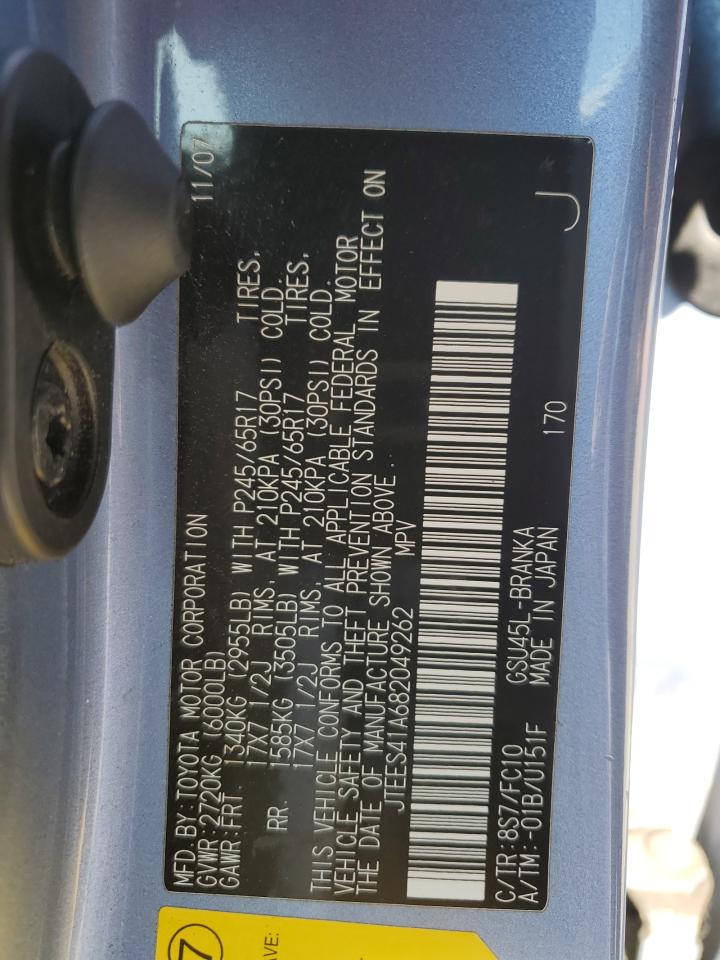 MFD.BY:TOYOTA MOTOR CORPORATION 11/07
GVWR:2720KG (6000LB)
GAWR:FRT. 1340KG (2955LB) WITH P245/65R17 TIRES,
17X7 1/2J RIMS, AT 210KPA (30PSI) COLD.
RR. 1585KG (3505LB) WITH P245/65R17 TIRES,
17X7 1/2J RIMS, AT 210KPA (30PSI) COLD.
THIS VEHICLE CONFORMS TO ALL APPLICABLE FEDERAL MOTOR
VEHICLE SAFETY AND THEFT PREVENTION STANDARDS IN EFFECT ON
THE DATE OF MANUFACTURE SHOWN ABOVE.
JTEES41A682049262 MPV
C/TR:8S7/FC10 GSU45L-BRANKA 170 J
A/TM:-01B/U151F MADE IN JAPAN
7
AVE: